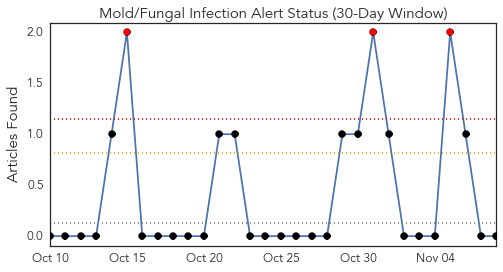 Mold/Fungal Infection Alert Status (30-Day Window)
Articles Found
2.0
1.5
1.0
0.5
0.0
Oct 10 Oct 15 Oct 20 Oct 25 Oct 30 Nov 04